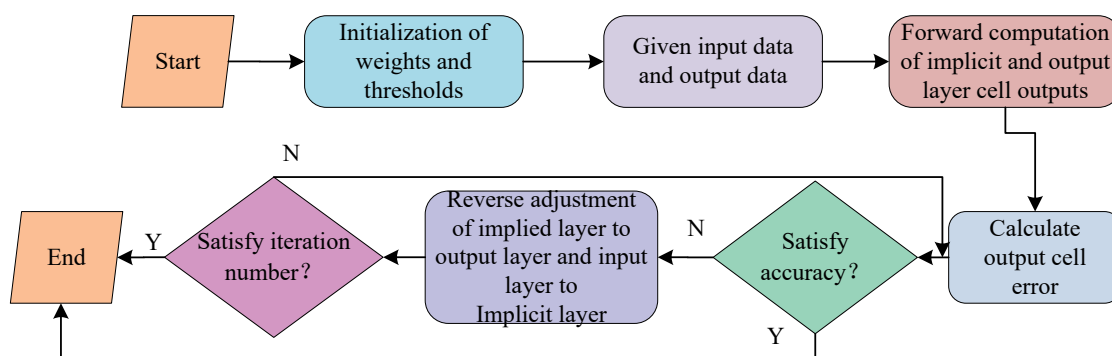 Start
Initialization of
weights and
thresholds
Given input data
and output data
Forward computation
of implicit and output
layer cell outputs
N
End
Y
Satisfy iteration
number?
Reverse adjustment
of implied layer to
output layer and input
layer to
Implicit layer
N
Satisfy
accuracy?
Y
Calculate
output cell
error